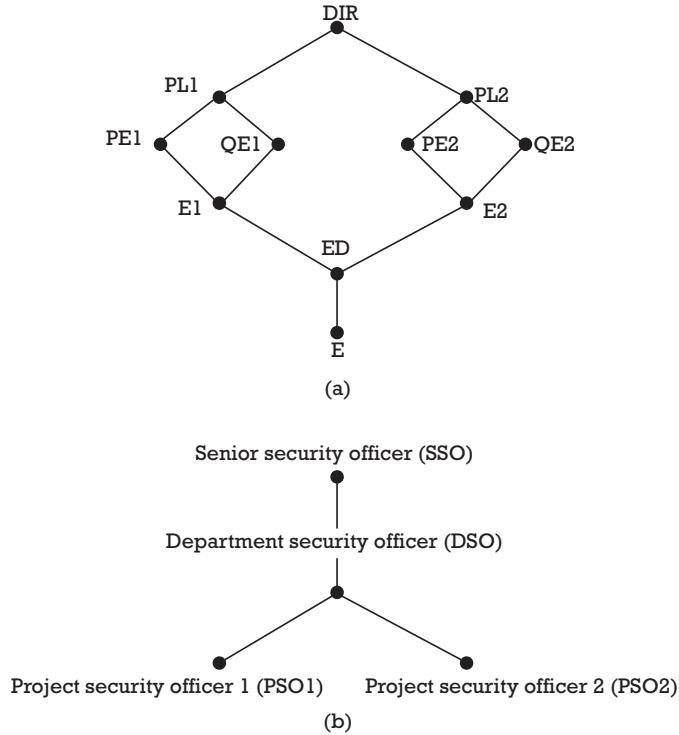 DIR
PL1
PL2
PE1
QE1
PE2
QE2
E1
E2
ED
E
(a)
Senior security officer (SSO)
Department security officer (DSO)
Project security officer 1 (PSO1)
Project security officer 2 (PSO2)
(b)